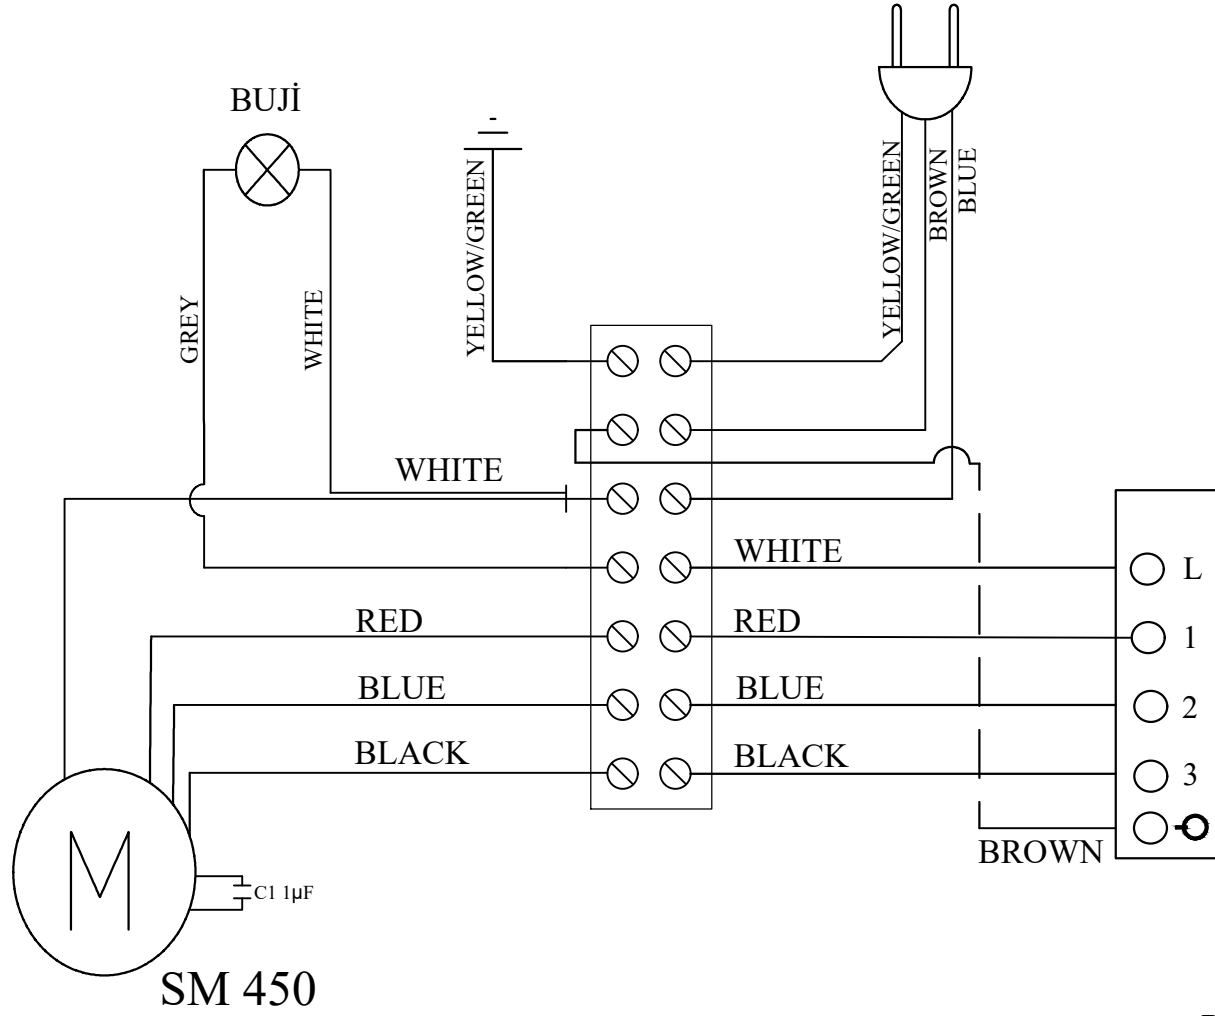 BUJİ
YELLOW/GREEN
YELLOW/GREEN
BROWN
BLUE
GREY
WHITE
WHITE
WHITE
L
RED
RED
1
BLUE
BLUE
2
BLACK
BLACK
3
BROWN
M
C1 1µF
SM 450